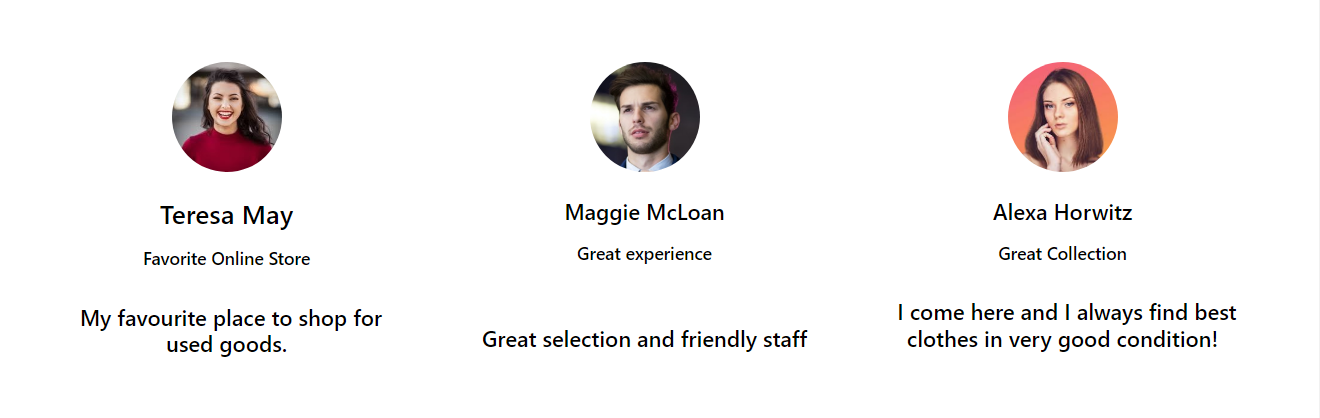 Teresa May
Favorite Online Store
My favourite place to shop for
used goods.
Maggie McLoan
Great experience
Great selection and friendly staff
Alexa Horwitz
Great Collection
I come here and I always find best
clothes in very good condition!